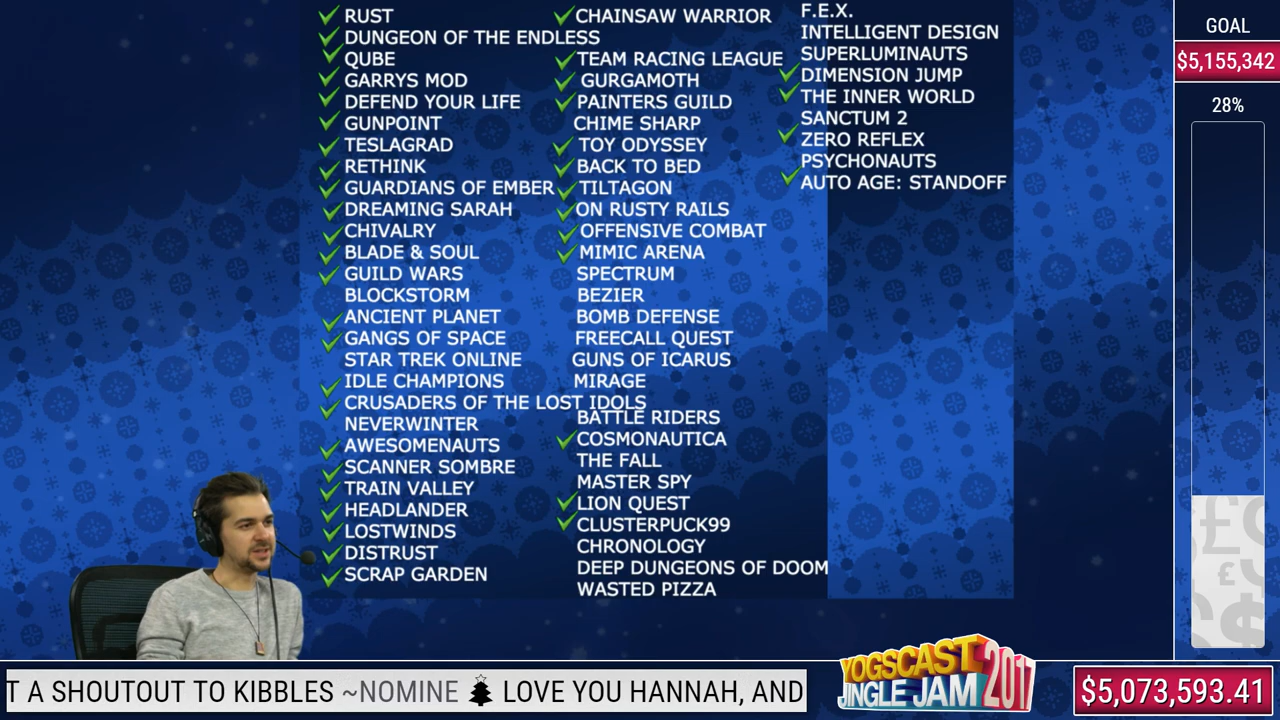 RUST
DUNGEON OF THE ENDLESS
QUBE
GARRYS MOD
DEFEND YOUR LIFE
GUNPOINT
TESLAGRAD
RETHINK
GUARDIANS OF EMBER
DREAMING SARAH
CHIVALRY
BLADE & SOUL
GUILD WARS
BLOCKSTORM
ANCIENT PLANET
GANGS OF SPACE
STAR TREK ONLINE
IDLE CHAMPIONS
CRUSADERS OF THE LOST IDOLS
NEVERWINTER
AWESOMENAUTS
SCANNER SOMBRE
TRAIN VALLEY
HEADLANDER
LOSTWINDS
DISTRUST
SCRAP GARDEN
CHAINSAW WARRIOR
TEAM RACING LEAGUE
GURGAMOTH
PAINTERS GUILD
CHIME SHARP
TOY ODYSSEY
BACK TO BED
TILTAGON
ON RUSTY RAILS
OFFENSIVE COMBAT
MIMIC ARENA
SPECTRUM
BEZIER
BOMB DEFENSE
FREECALL QUEST
GUNS OF ICARUS
MIRAGE
BATTLE RIDERS
COSMONAUTICA
THE FALL
MASTER SPY
LION QUEST
CLUSTERPUCK99
CHRONOLOGY
DEEP DUNGEONS OF DOOM
WASTED PIZZA
F.E.X.
INTELLIGENT DESIGN
SUPERLUMINAUTS
DIMENSION JUMP
THE INNER WORLD
SANCTUM 2
ZERO REFLEX
PSYCHONAUTS
AUTO AGE: STANDOFF
GOAL
$5,155,342
28%
T A SHOUTOUT TO KIBBLES ~NOMINE LOVE YOU HANNAH, AND
YOGSCAST
JINGLE JAM 2017
$5,073,593.41